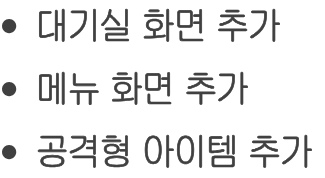 • 대기실 화면 추가
• 메뉴 화면 추가
• 공격형 아이템 추가